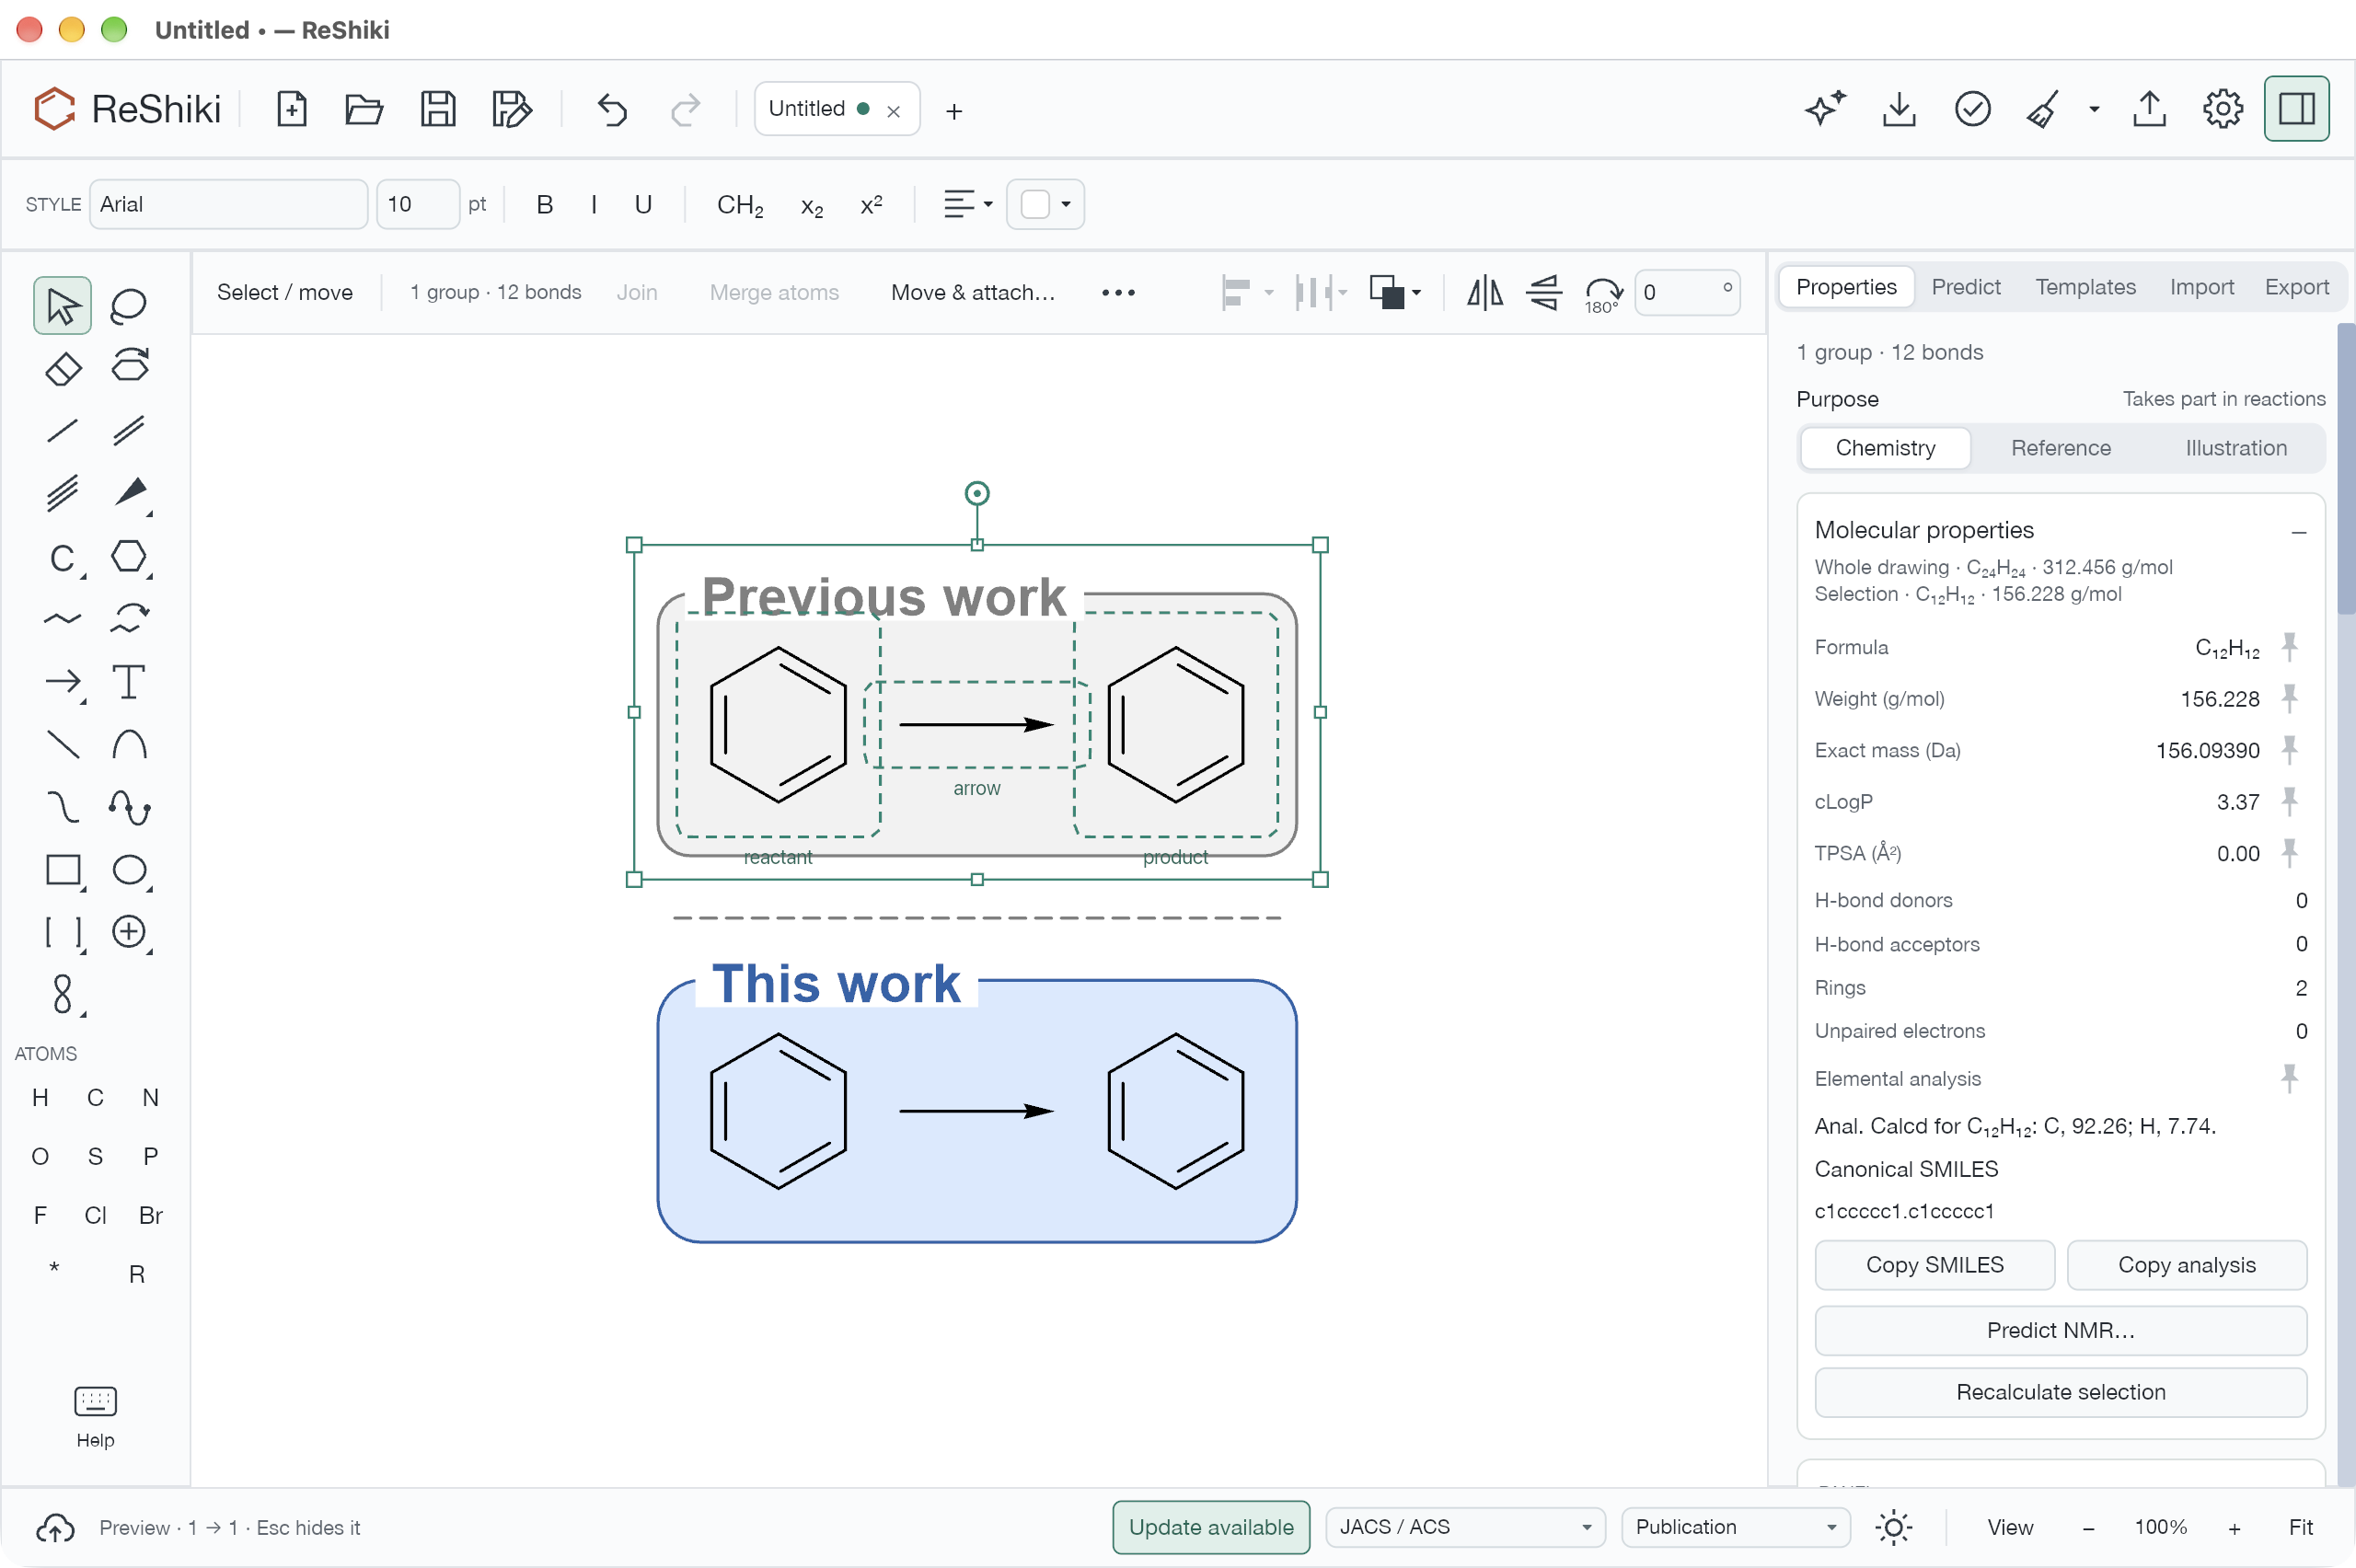 Untitled • — ReShiki
ReShiki
Untitled
STYLE Arial 10 pt B I U CH₂ x₂ x²
Select / move 1 group · 12 bonds Join Merge atoms Move & attach... 180° 0 °
Properties Predict Templates Import Export
1 group · 12 bonds
Purpose Takes part in reactions
Chemistry Reference Illustration
Molecular properties
Whole drawing · C₂₄H₂₄ · 312.456 g/mol
Selection · C₁₂H₁₂ · 156.228 g/mol
Formula C₁₂H₁₂
Weight (g/mol) 156.228
Exact mass (Da) 156.09390
cLogP 3.37
TPSA (Å²) 0.00
H-bond donors 0
H-bond acceptors 0
Rings 2
Unpaired electrons 0
Elemental analysis
Anal. Calcd for C₁₂H₁₂: C, 92.26; H, 7.74.
Canonical SMILES
c1ccccc1.c1ccccc1
Copy SMILES Copy analysis
Predict NMR...
Recalculate selection
C
T
ATOMS
H C N
O S P
F Cl Br
* R
Help
Previous work
arrow
reactant product
This work
Preview · 1 → 1 · Esc hides it
Update available JACS / ACS Publication View − 100% + Fit